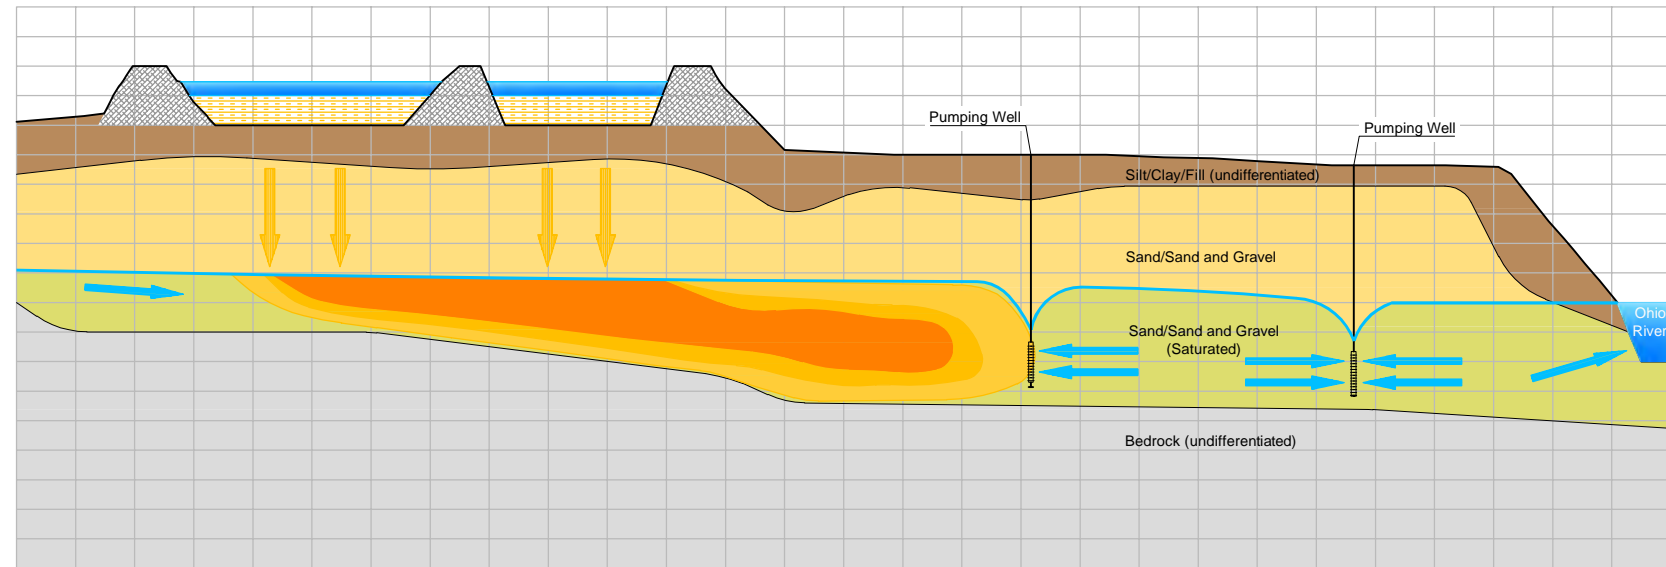 Pumping Well
Pumping Well
Silt/Clay/Fill (undifferentiated)
Sand/Sand and Gravel
Sand/Sand and Gravel
(Saturated)
Ohio
River
Bedrock (undifferentiated)